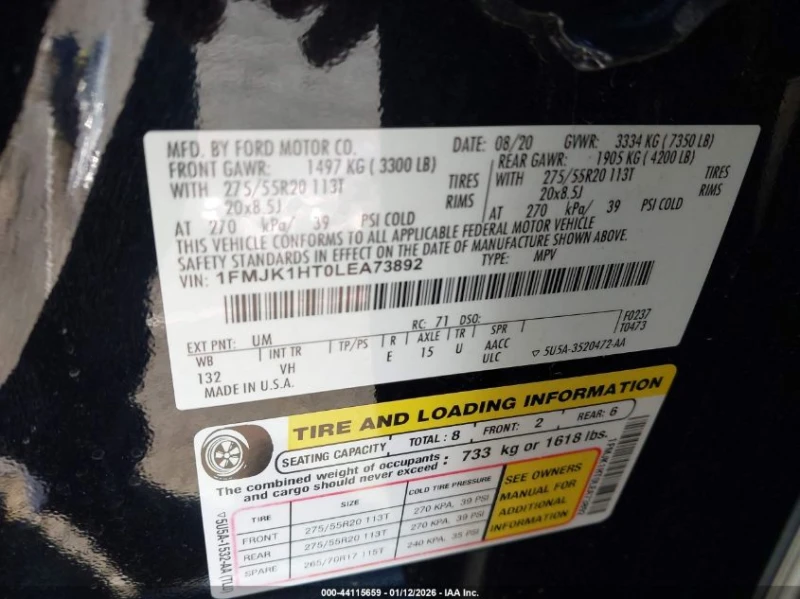 MFD. BY FORD MOTOR CO. DATE: 08/20 GVWR: 3334 KG (7350 LB)
FRONT GAWR: 1497 KG (3300 LB) REAR GAWR: 1905 KG (4200 LB)
WITH 275/55R20 113T TIRES WITH 275/55R20 113T TIRES
20x8.5J RIMS 20x8.5J RIMS
AT 270 kPa/ 39 PSI COLD AT 270 kPa/ 39 PSI COLD
THIS VEHICLE CONFORMS TO ALL APPLICABLE FEDERAL MOTOR VEHICLE
SAFETY STANDARDS IN EFFECT ON THE DATE OF MANUFACTURE SHOWN ABOVE.
VIN: 1FMJK1HT0LEA73892 TYPE: MPV
F0237
T0473
EXT PNT: UM RC: 71 DSO:
WB INT TR TP/PS R AXLE TR SPR
132 VH E 15 U AACC
ULC ▽ 5U5A-3520472-AA
MADE IN U.S.A.
TIRE AND LOADING INFORMATION
SEATING CAPACITY TOTAL: 8 FRONT: 2 REAR: 6
The combined weight of occupants
and cargo should never exceed : 733 kg or 1618 lbs.
TIRE SIZE COLD TIRE PRESSURE
FRONT 275/55R20 113T 270 KPA, 39 PSI
REAR 275/55R20 113T 270 KPA, 39 PSI
SPARE 265/70R17 115T 240 KPA, 35 PSI
SEE OWNERS
MANUAL FOR
ADDITIONAL
INFORMATION
000-44115659 - 01/12/2026 - IAA Inc.